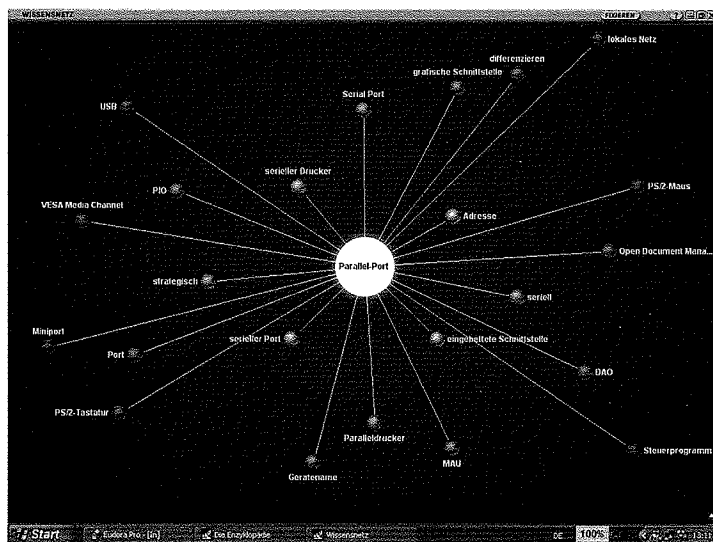 WISSENSNETZ
FIXIEREN
lokales Netz
differenzieren
grafische Schnittstelle
Serial Port
USB
serieller Drucker
PIO
PS/2-Maus
VESA Media Channel
Adresse
Open Document Mana...
Parallel-Port
strategisch
seriell
Miniport
serieller Port
eingebettete Schnittstelle
Port
DAO
PS/2-Tastatur
Paralleldrucker
Steuerprogramm
MAU
Gerätename
Start
Eudora Pro - [In]
Die Enzyklopädie
Wissensnetz
DE
100%
13:11